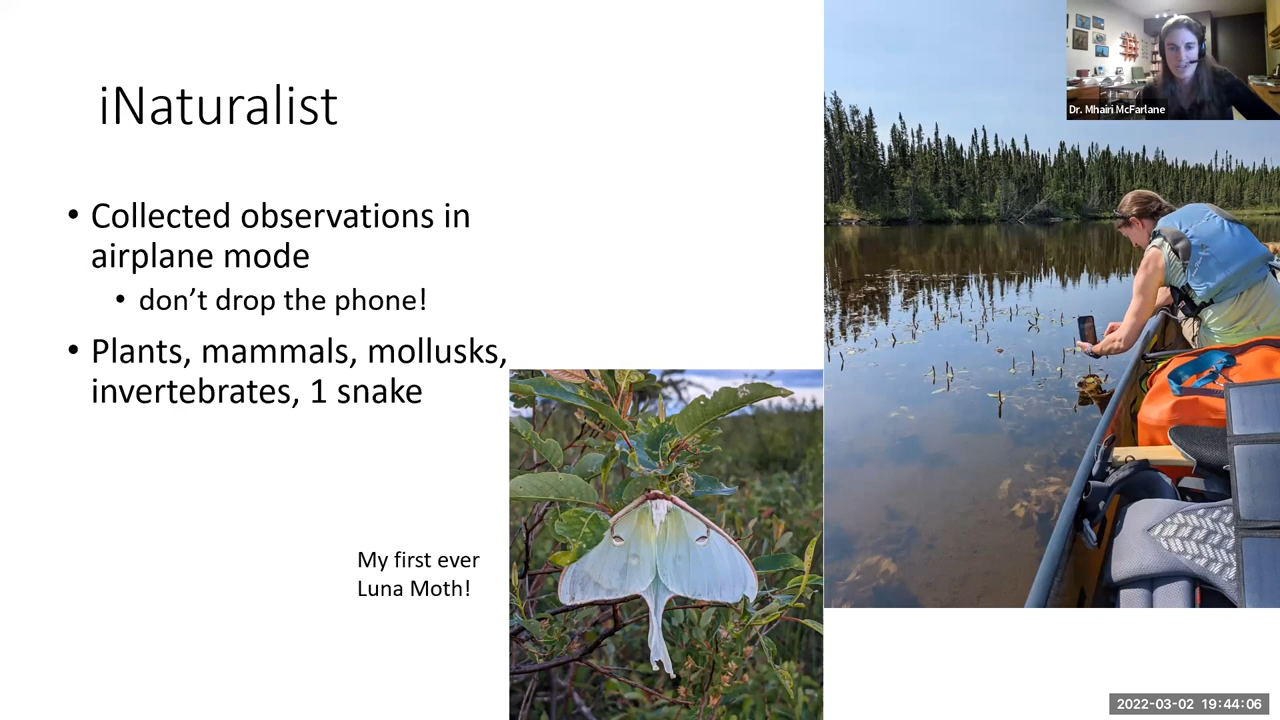 iNaturalist
• Collected observations in
airplane mode
• don’t drop the phone!
• Plants, mammals, mollusks,
invertebrates, 1 snake
My first ever
Luna Moth!
Dr. Mhairi McFarlane
2022-03-02 19:44:06